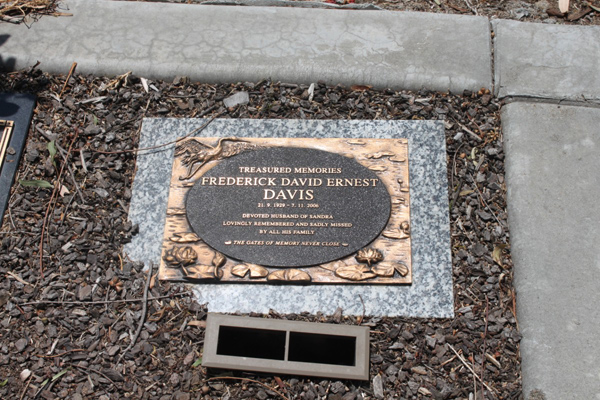 TREASURED MEMORIES
FREDERICK DAVID ERNEST
DAVIS
21. 9. 1929 - 7. 11. 2006
DEVOTED HUSBAND OF SANDRA
LOVINGLY REMEMBERED AND SADLY MISSED
BY ALL HIS FAMILY
THE GATES OF MEMORY NEVER CLOSE